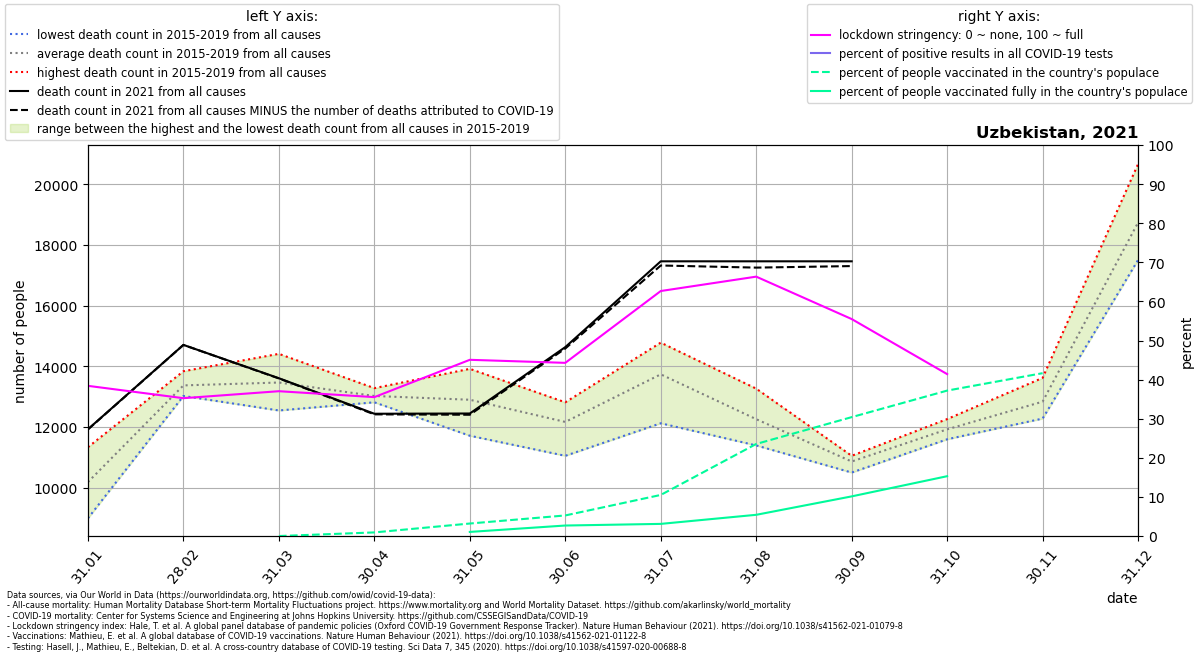 left Y axis:
lowest death count in 2015-2019 from all causes
average death count in 2015-2019 from all causes
highest death count in 2015-2019 from all causes
death count in 2021 from all causes
death count in 2021 from all causes MINUS the number of deaths attributed to COVID-19
range between the highest and the lowest death count from all causes in 2015-2019
right Y axis:
lockdown stringency: 0 ~ none, 100 ~ full
percent of positive results in all COVID-19 tests
percent of people vaccinated in the country's populace
percent of people vaccinated fully in the country's populace
Uzbekistan, 2021
number of people
20000
18000
16000
14000
12000
10000
100
90
80
70
60
50
40
30
20
10
0
percent
31.01
28.02
31.03
30.04
31.05
30.06
31.07
31.08
30.09
31.10
30.11
31.12
date
Data sources, via Our World in Data (https://ourworldindata.org, https://github.com/owid/covid-19-data):
- All-cause mortality: Human Mortality Database Short-term Mortality Fluctuations project. https://www.mortality.org and World Mortality Dataset. https://github.com/akarlinsky/world_mortality
- COVID-19 mortality: Center for Systems Science and Engineering at Johns Hopkins University. https://github.com/CSSEGISandData/COVID-19
- Lockdown stringency index: Hale, T. et al. A global panel database of pandemic policies (Oxford COVID-19 Government Response Tracker). Nature Human Behaviour (2021). https://doi.org/10.1038/s41562-021-01079-8
- Vaccinations: Mathieu, E. et al. A global database of COVID-19 vaccinations. Nature Human Behaviour (2021). https://doi.org/10.1038/s41562-021-01122-8
- Testing: Hasell, J., Mathieu, E., Beltekian, D. et al. A cross-country database of COVID-19 testing. Sci Data 7, 345 (2020). https://doi.org/10.1038/s41597-020-00688-8